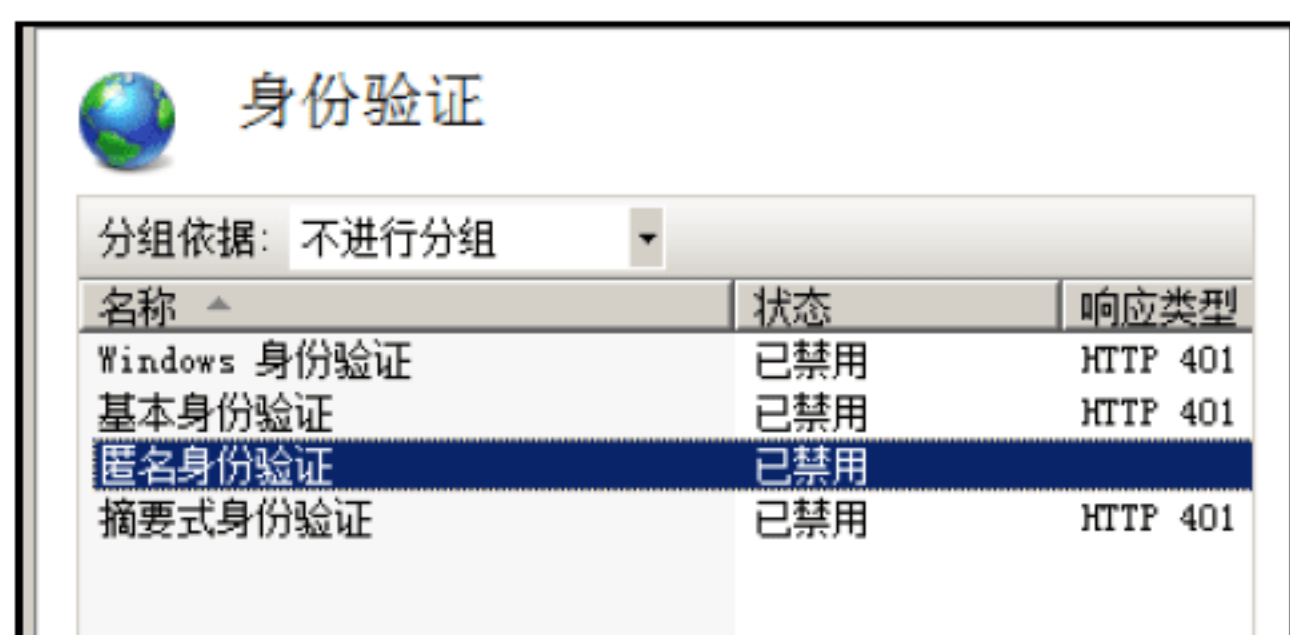 身份验证
分组依据: 不进行分组
名称 状态 响应类型
Windows 身份验证 已禁用 HTTP 401
基本身份验证 已禁用 HTTP 401
匿名身份验证 已禁用
摘要式身份验证 已禁用 HTTP 401